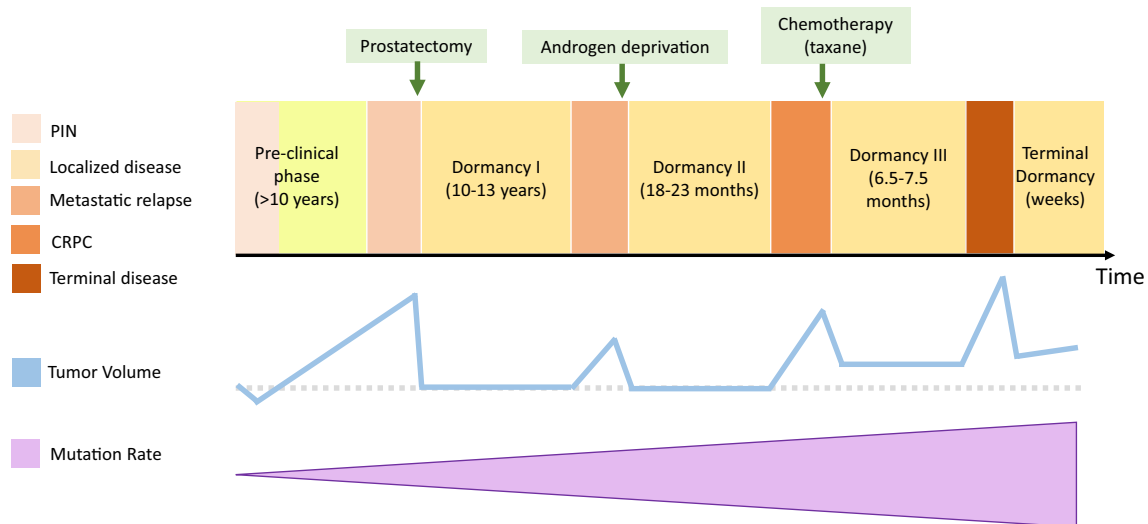 Prostatectomy
Androgen deprivation
Chemotherapy
(taxane)
PIN
Localized disease
Metastatic relapse
CRPC
Terminal disease
Pre-clinical
phase
(>10 years)
Dormancy I
(10-13 years)
Dormancy II
(18-23 months)
Dormancy III
(6.5-7.5
months)
Terminal
Dormancy
(weeks)
Time
Tumor Volume
Mutation Rate